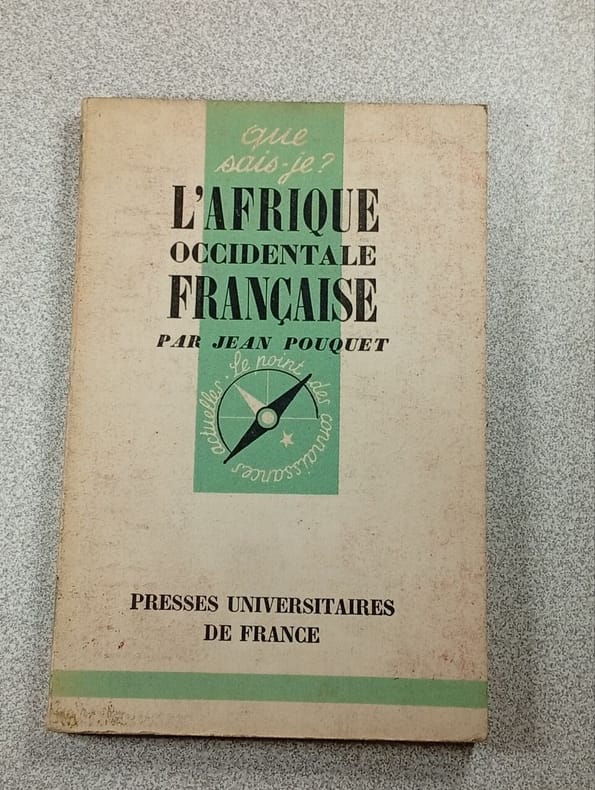 que
sais-je?
L'AFRIQUE
OCCIDENTALE
FRANÇAISE
PAR JEAN POUQUET
Le point des connaissances actuelles.
PRESSES UNIVERSITAIRES
DE FRANCE